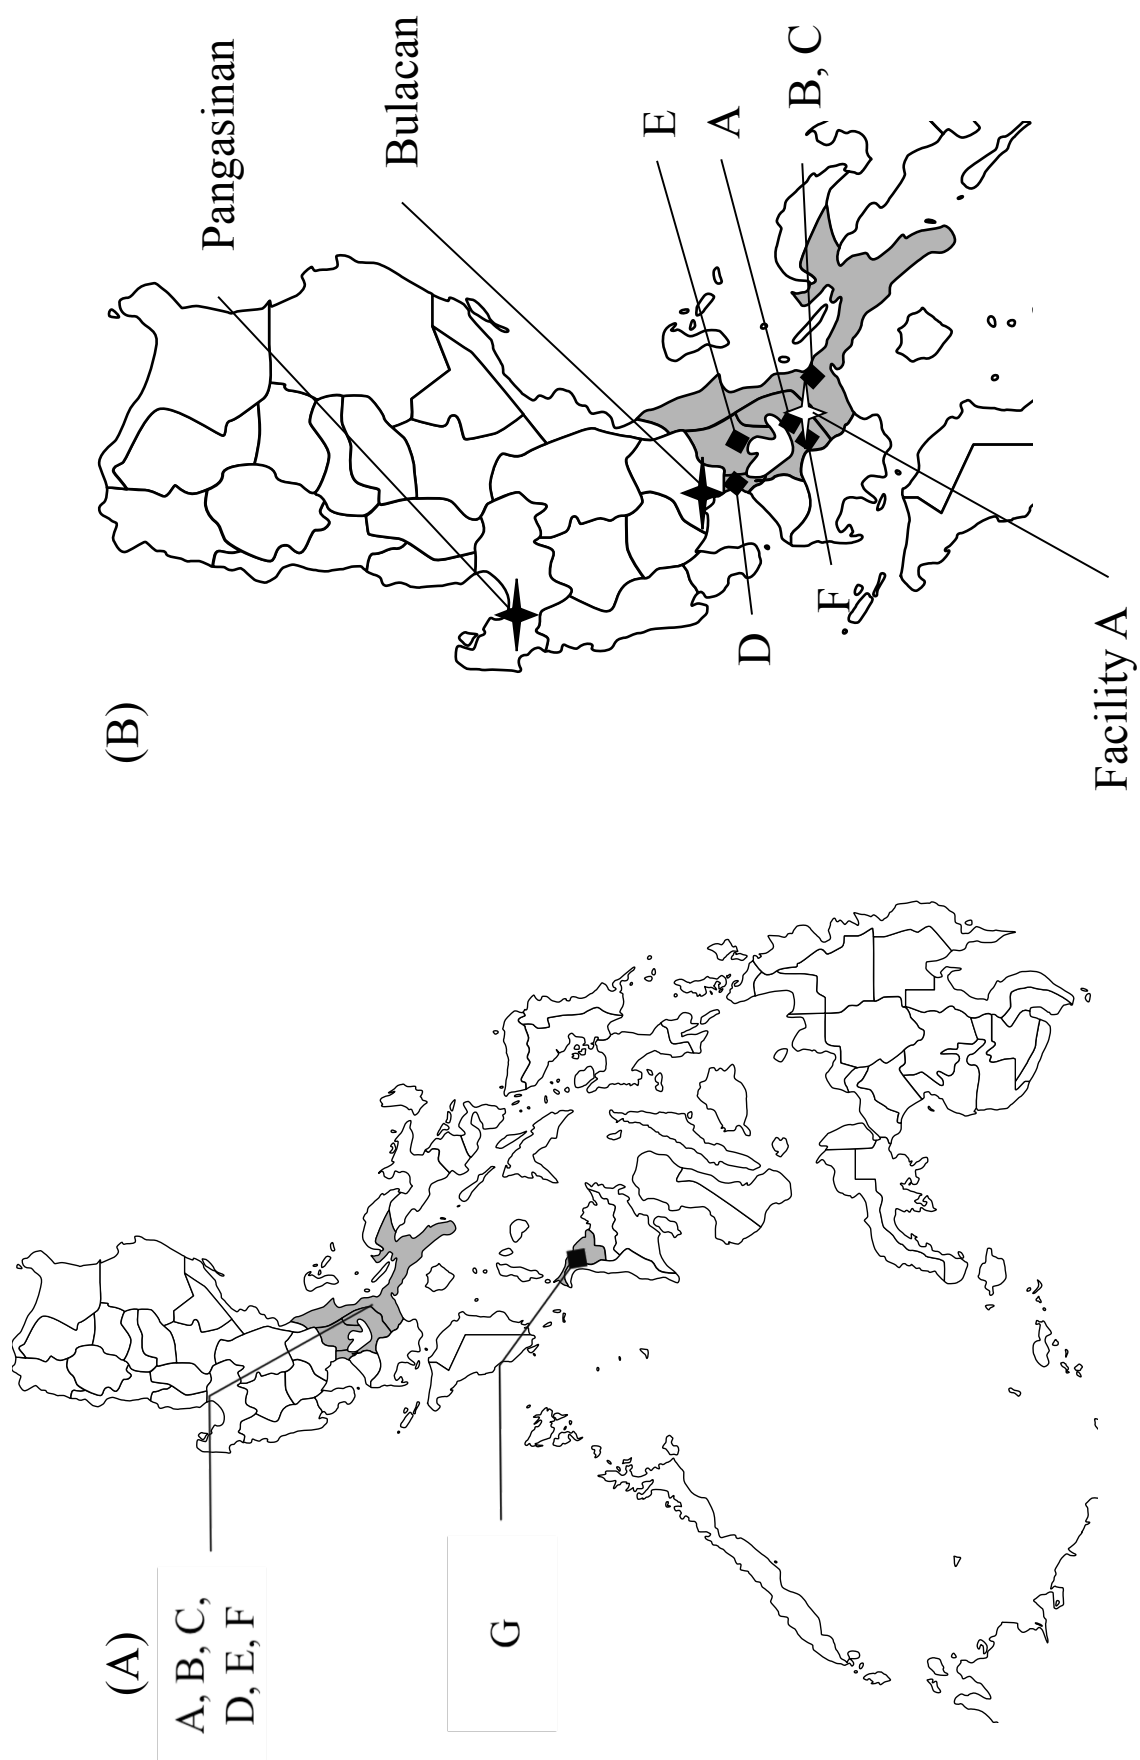 (A)
A, B, C,
D, E, F
G
(B)
Pangasinan
Bulacan
E
A
B, C
D
F
Facility A